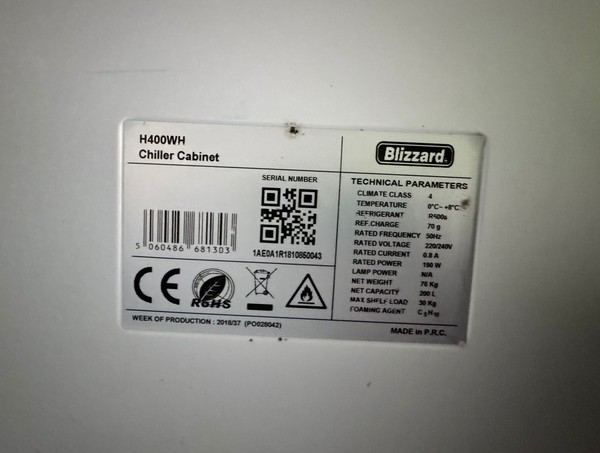 H400WH
Chiller Cabinet
SERIAL NUMBER
5 060486 681303
1AE0A1R1810850043
CE
RoHS
WEEK OF PRODUCTION : 2018/37 (PO028042)
Blizzard
TECHNICAL PARAMETERS
CLIMATE CLASS 4
TEMPERATURE 0°C~ +8°C
REFRIGERANT R600a
REF.CHARGE 70 g
RATED FREQUENCY 50Hz
RATED VOLTAGE 220/240V
RATED CURRENT 0.8 A
RATED POWER 190 W
LAMP POWER N/A
NET WEIGHT 76 Kg
NET CAPACITY 200 L
MAX SHELF LOAD 30 Kg
FOAMING AGENT C5H10
MADE in P.R.C.